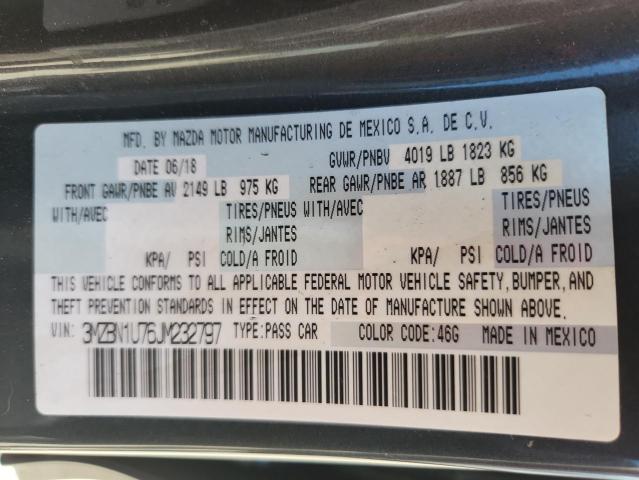 MFD. BY MAZDA MOTOR MANUFACTURING DE MEXICO S.A. DE C.V.
DATE 06/18 GVWR/PNBV 4019 LB 1823 KG
FRONT GAWR/PNBE AV 2149 LB 975 KG REAR GAWR/PNBE AR 1887 LB 856 KG
WITH/AVEC TIRES/PNEUS WITH/AVEC TIRES/PNEUS
RIMS/JANTES RIMS/JANTES
KPA/ PSI COLD/A FROID KPA/ PSI COLD/A FROID
THIS VEHICLE CONFORMS TO ALL APPLICABLE FEDERAL MOTOR VEHICLE SAFETY, BUMPER, AND
THEFT PREVENTION STANDARDS IN EFFECT ON THE DATE OF MANUFACTURE SHOWN ABOVE.
VIN: 3MZBN1U76JM232797 TYPE:PASS CAR COLOR CODE:46G MADE IN MEXICO